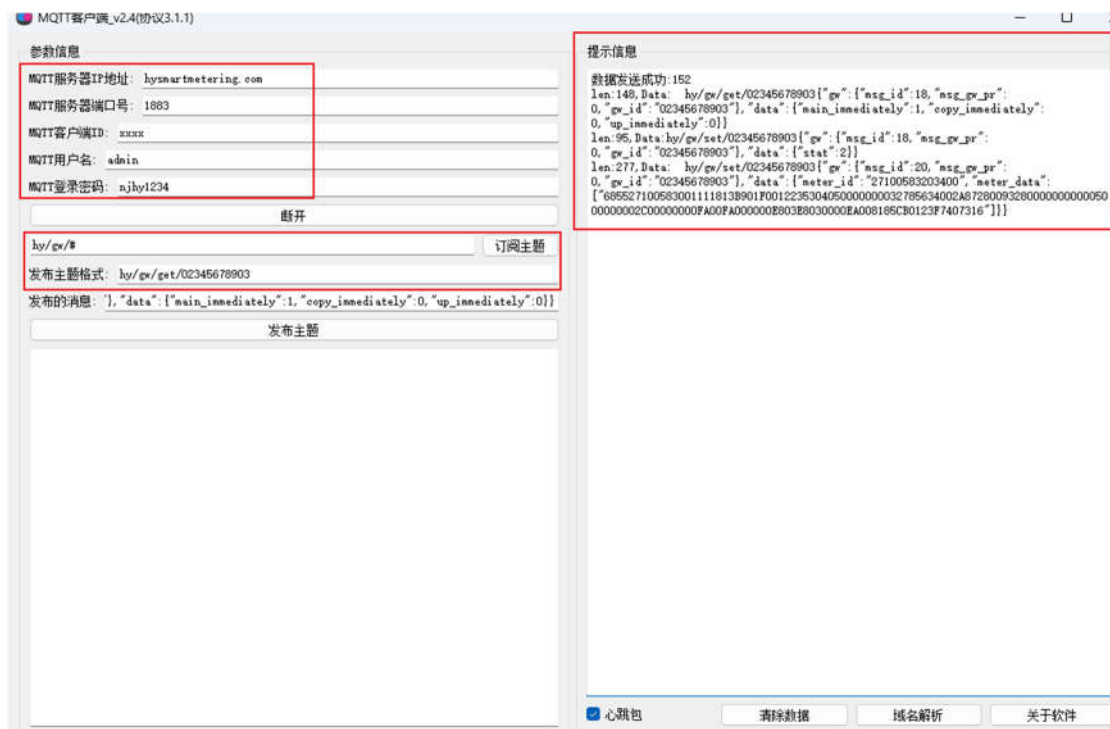 MQTT客户端_v2.4(协议3.1.1)
参数信息
MQTT服务器IP地址: hysmartmetering.com
MQTT服务器端口号: 1883
MQTT客户端ID: xxxx
MQTT用户名: admin
MQTT登录密码: njhy1234
断开
hy/gw/# 订阅主题
发布主题格式: hy/gw/get/02345678903
发布的消息: "}, "data": {"main_immediately":1, "copy_immediately":0, "up_immediately":0}}
发布主题
提示信息
数据发送成功:152
len:148, Data: hy/gw/get/02345678903{"gw": {"msg_id":18, "msg_gw_pr":
0, "gw_id": "02345678903"}, "data": {"main_immediately":1, "copy_immediately":
0, "up_immediately":0}}
len:95, Data:hy/gw/set/02345678903{"gw": {"msg_id":18, "msg_gw_pr":
0, "gw_id": "02345678903"}, "data": {"stat":2}}
len:277, Data: hy/gw/set/02345678903{"gw": {"msg_id":20, "msg_gw_pr":
0, "gw_id": "02345678903"}, "data": {"meter_id": "27100583203400", "meter_data":
心跳包 清除数据 域名解析 关于软件